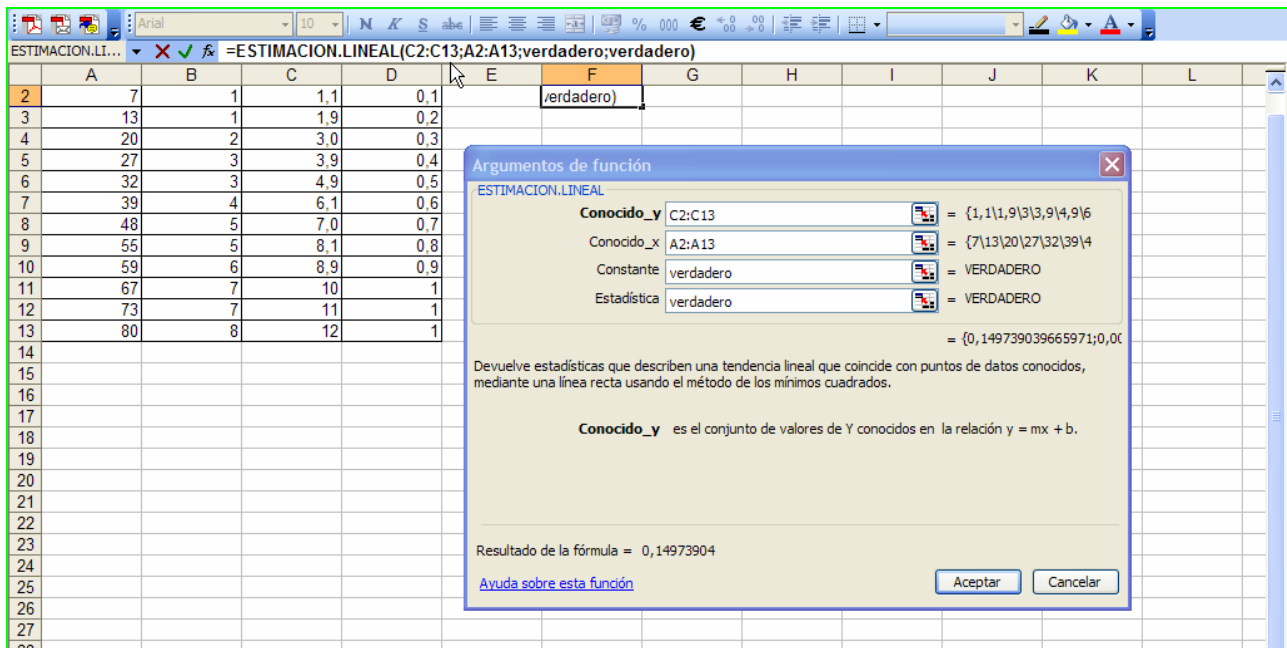 Arial 10 N K S abc % 000 €
ESTIMACION.LI... fx =ESTIMACION.LINEAL(C2:C13;A2:A13;verdadero;verdadero)
A B C D E F G H I J K L
2 7 1 1,1 0,1 verdadero)
3 13 1 1,9 0,2
4 20 2 3,0 0,3
5 27 3 3,9 0,4
6 32 3 4,9 0,5
7 39 4 6,1 0,6
8 48 5 7,0 0,7
9 55 5 8,1 0,8
10 59 6 8,9 0,9
11 67 7 10 1
12 73 7 11 1
13 80 8 12 1
14
15
16
17
18
19
20
21
22
23
24
25
26
27
Argumentos de función
ESTIMACION.LINEAL
Conocido_y C2:C13 = {1,1\1,9\3\3,9\4,9\6
Conocido_x A2:A13 = {7\13\20\27\32\39\4
Constante verdadero = VERDADERO
Estadística verdadero = VERDADERO
= {0,149739039665971;0,00
Devuelve estadísticas que describen una tendencia lineal que coincide con puntos de datos conocidos,
mediante una línea recta usando el método de los mínimos cuadrados.
Conocido_y es el conjunto de valores de Y conocidos en la relación y = mx + b.
Resultado de la fórmula = 0,14973904
Ayuda sobre esta función Aceptar Cancelar